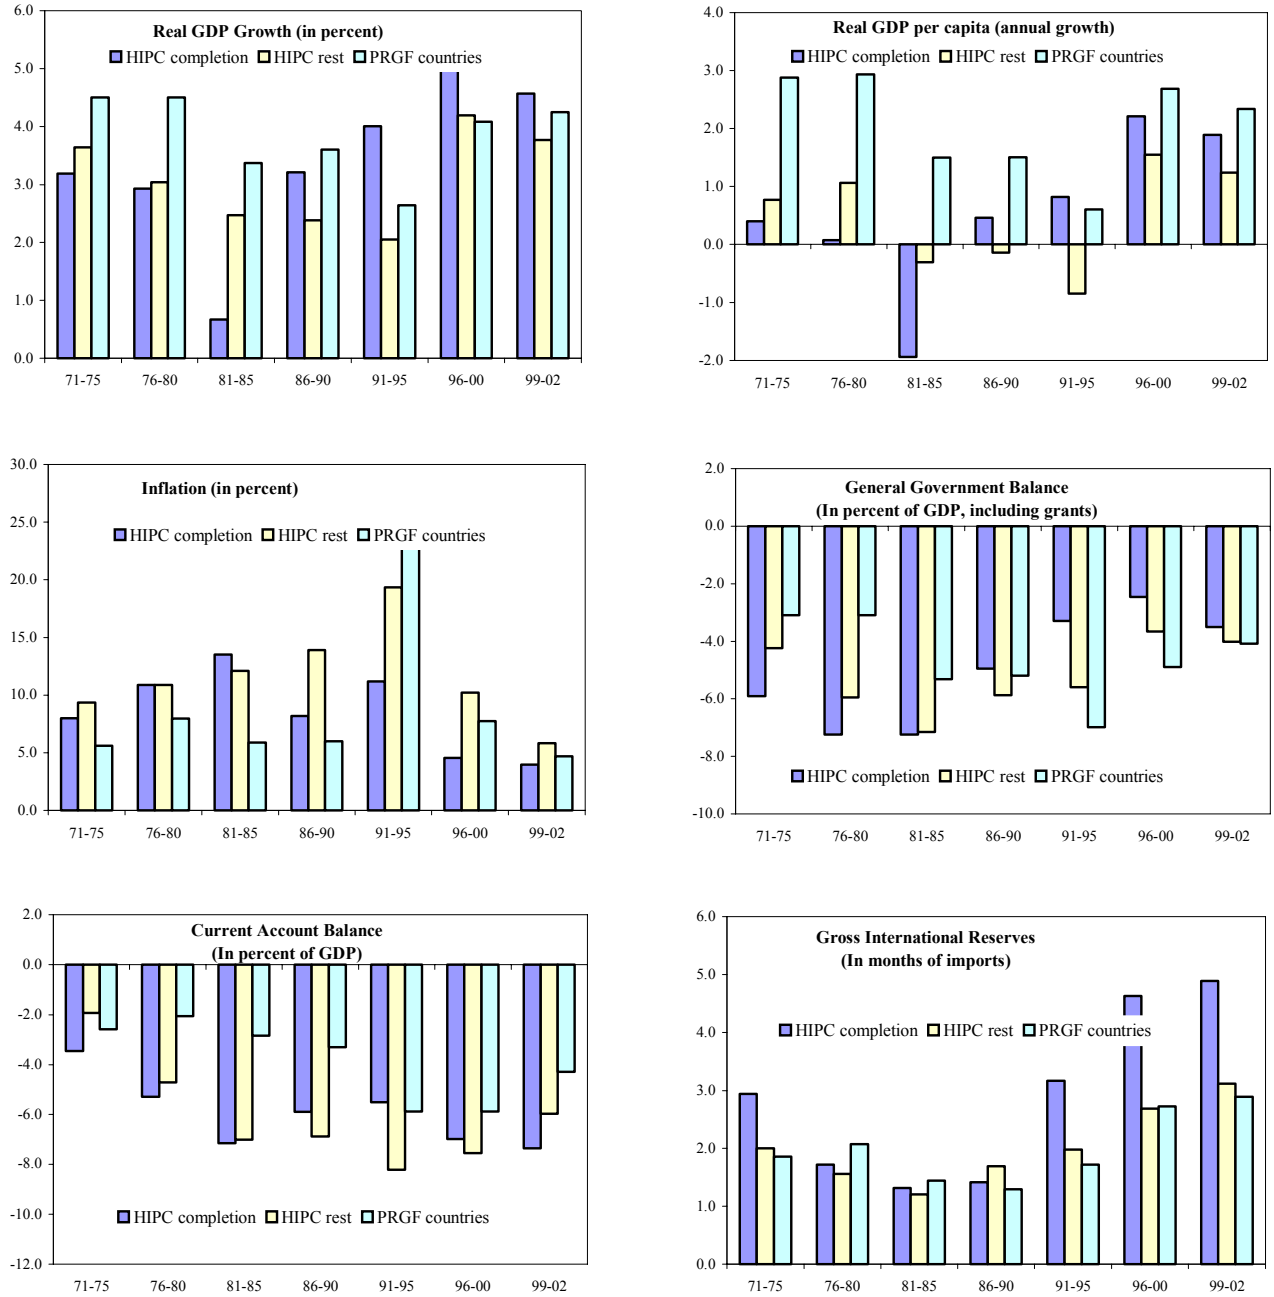 Real GDP Growth (in percent)
HIPC completion HIPC rest PRGF countries
6.0
5.0
4.0
3.0
2.0
1.0
0.0
71-75 76-80 81-85 86-90 91-95 96-00 99-02
Real GDP per capita (annual growth)
HIPC completion HIPC rest PRGF countries
4.0
3.0
2.0
1.0
0.0
-1.0
-2.0
71-75 76-80 81-85 86-90 91-95 96-00 99-02
Inflation (in percent)
HIPC completion HIPC rest PRGF countries
30.0
25.0
20.0
15.0
10.0
5.0
0.0
71-75 76-80 81-85 86-90 91-95 96-00 99-02
General Government Balance
(In percent of GDP, including grants)
2.0
0.0
-2.0
-4.0
-6.0
-8.0
-10.0
HIPC completion HIPC rest PRGF countries
71-75 76-80 81-85 86-90 91-95 96-00 99-02
Current Account Balance
(In percent of GDP)
2.0
0.0
-2.0
-4.0
-6.0
-8.0
-10.0
-12.0
HIPC completion HIPC rest PRGF countries
71-75 76-80 81-85 86-90 91-95 96-00 99-02
Gross International Reserves
(In months of imports)
HIPC completion HIPC rest PRGF countries
6.0
5.0
4.0
3.0
2.0
1.0
0.0
71-75 76-80 81-85 86-90 91-95 96-00 99-02